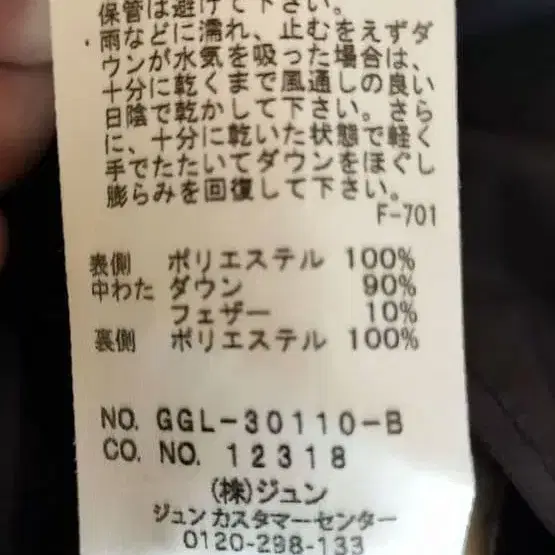 保管は避けて下さい。
・雨などに濡れ、止むをえずダ
ウンが水気を吸った場合は、
十分に乾くまで風通しの良い
日陰で乾かして下さい。さら
に、十分に乾いた状態で軽く
手でたたいてダウンをほぐし
膨らみを回復して下さい。
F-701
表側 ポリエステル 100%
中わた ダウン 90%
フェザー 10%
裏側 ポリエステル 100%
NO. GGL-30110-B
CO. NO. 12318
(株)ジュン
ジュンカスタマーセンター
0120-298-133